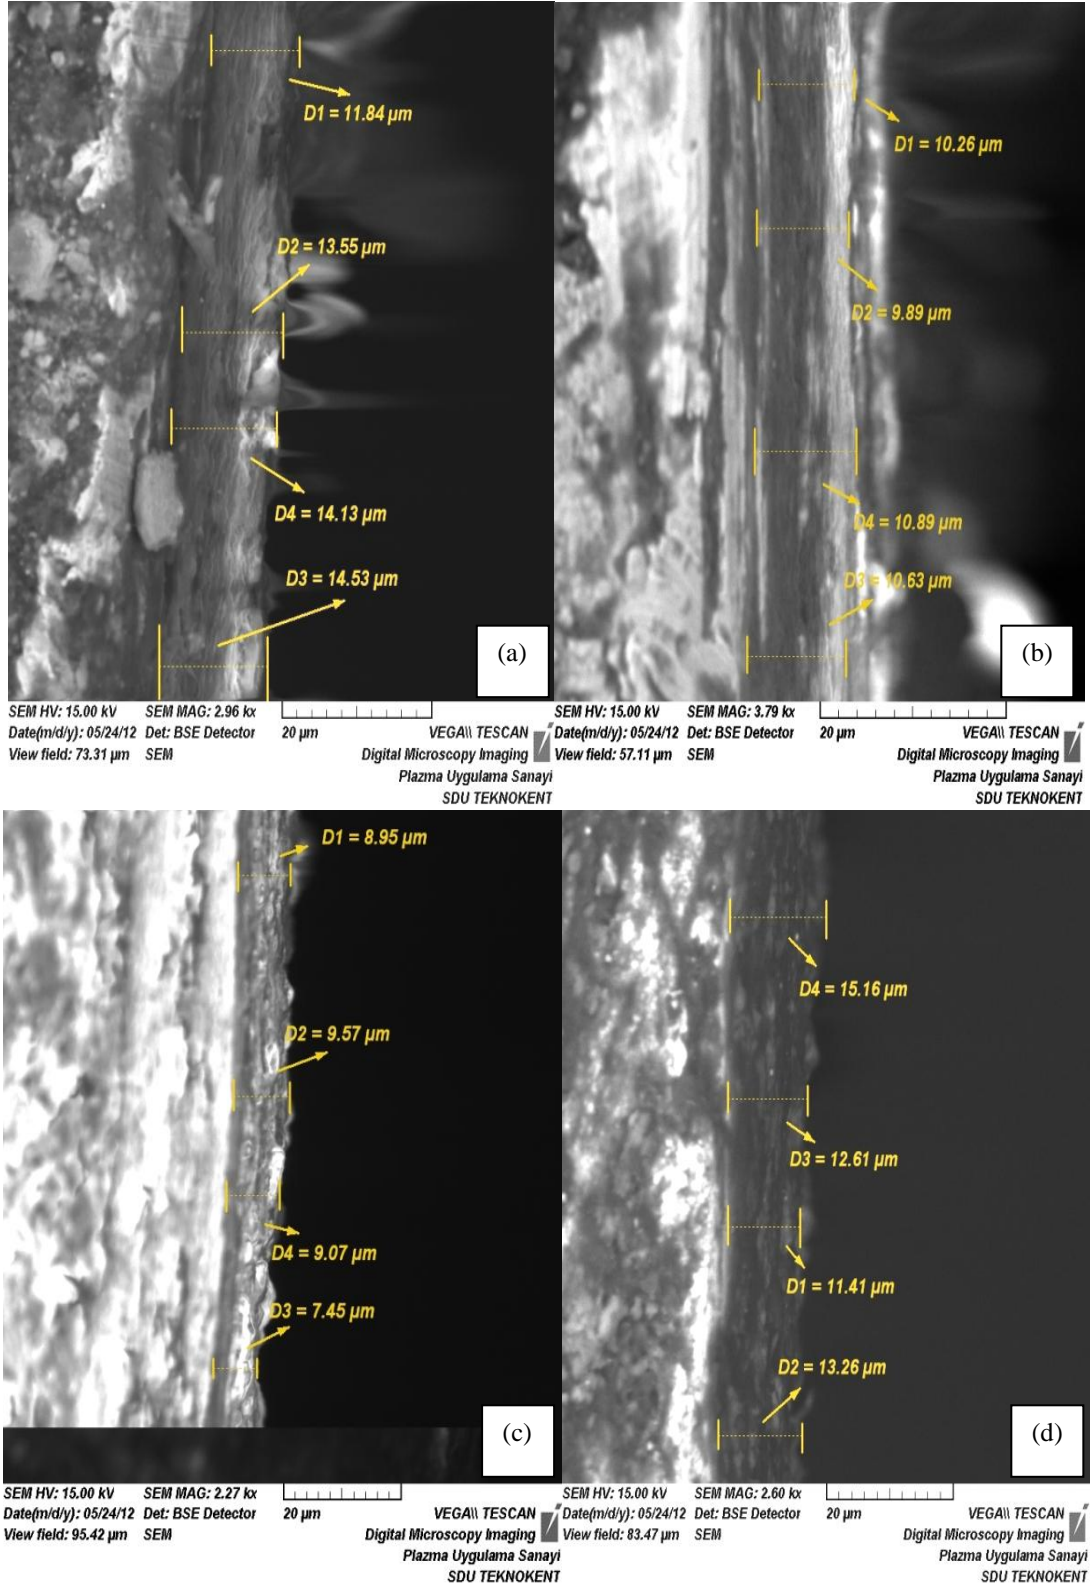 D1 = 11.84 µm
D2 = 13.55 µm
D4 = 14.13 µm
D3 = 14.53 µm
(a)
SEM HV: 15.00 kV SEM MAG: 2.96 kx
Date(m/d/y): 05/24/12 Det: BSE Detector 20 µm VEGA\\ TESCAN
View field: 73.31 µm SEM Digital Microscopy Imaging
Plazma Uygulama Sanayi
SDU TEKNOKENT
D1 = 10.26 µm
D2 = 9.89 µm
D4 = 10.89 µm
D3 = 10.63 µm
(b)
SEM HV: 15.00 kV SEM MAG: 3.79 kx
Date(m/d/y): 05/24/12 Det: BSE Detector 20 µm VEGA\\ TESCAN
View field: 57.11 µm SEM Digital Microscopy Imaging
Plazma Uygulama Sanayi
SDU TEKNOKENT
D1 = 8.95 µm
D2 = 9.57 µm
D4 = 9.07 µm
D3 = 7.45 µm
(c)
SEM HV: 15.00 kV SEM MAG: 2.27 kx
Date(m/d/y): 05/24/12 Det: BSE Detector 20 µm VEGA\\ TESCAN
View field: 95.42 µm SEM Digital Microscopy Imaging
Plazma Uygulama Sanayi
SDU TEKNOKENT
D4 = 15.16 µm
D3 = 12.61 µm
D1 = 11.41 µm
D2 = 13.26 µm
(d)
SEM HV: 15.00 kV SEM MAG: 2.60 kx
Date(m/d/y): 05/24/12 Det: BSE Detector 20 µm VEGA\\ TESCAN
View field: 83.47 µm SEM Digital Microscopy Imaging
Plazma Uygulama Sanayi
SDU TEKNOKENT